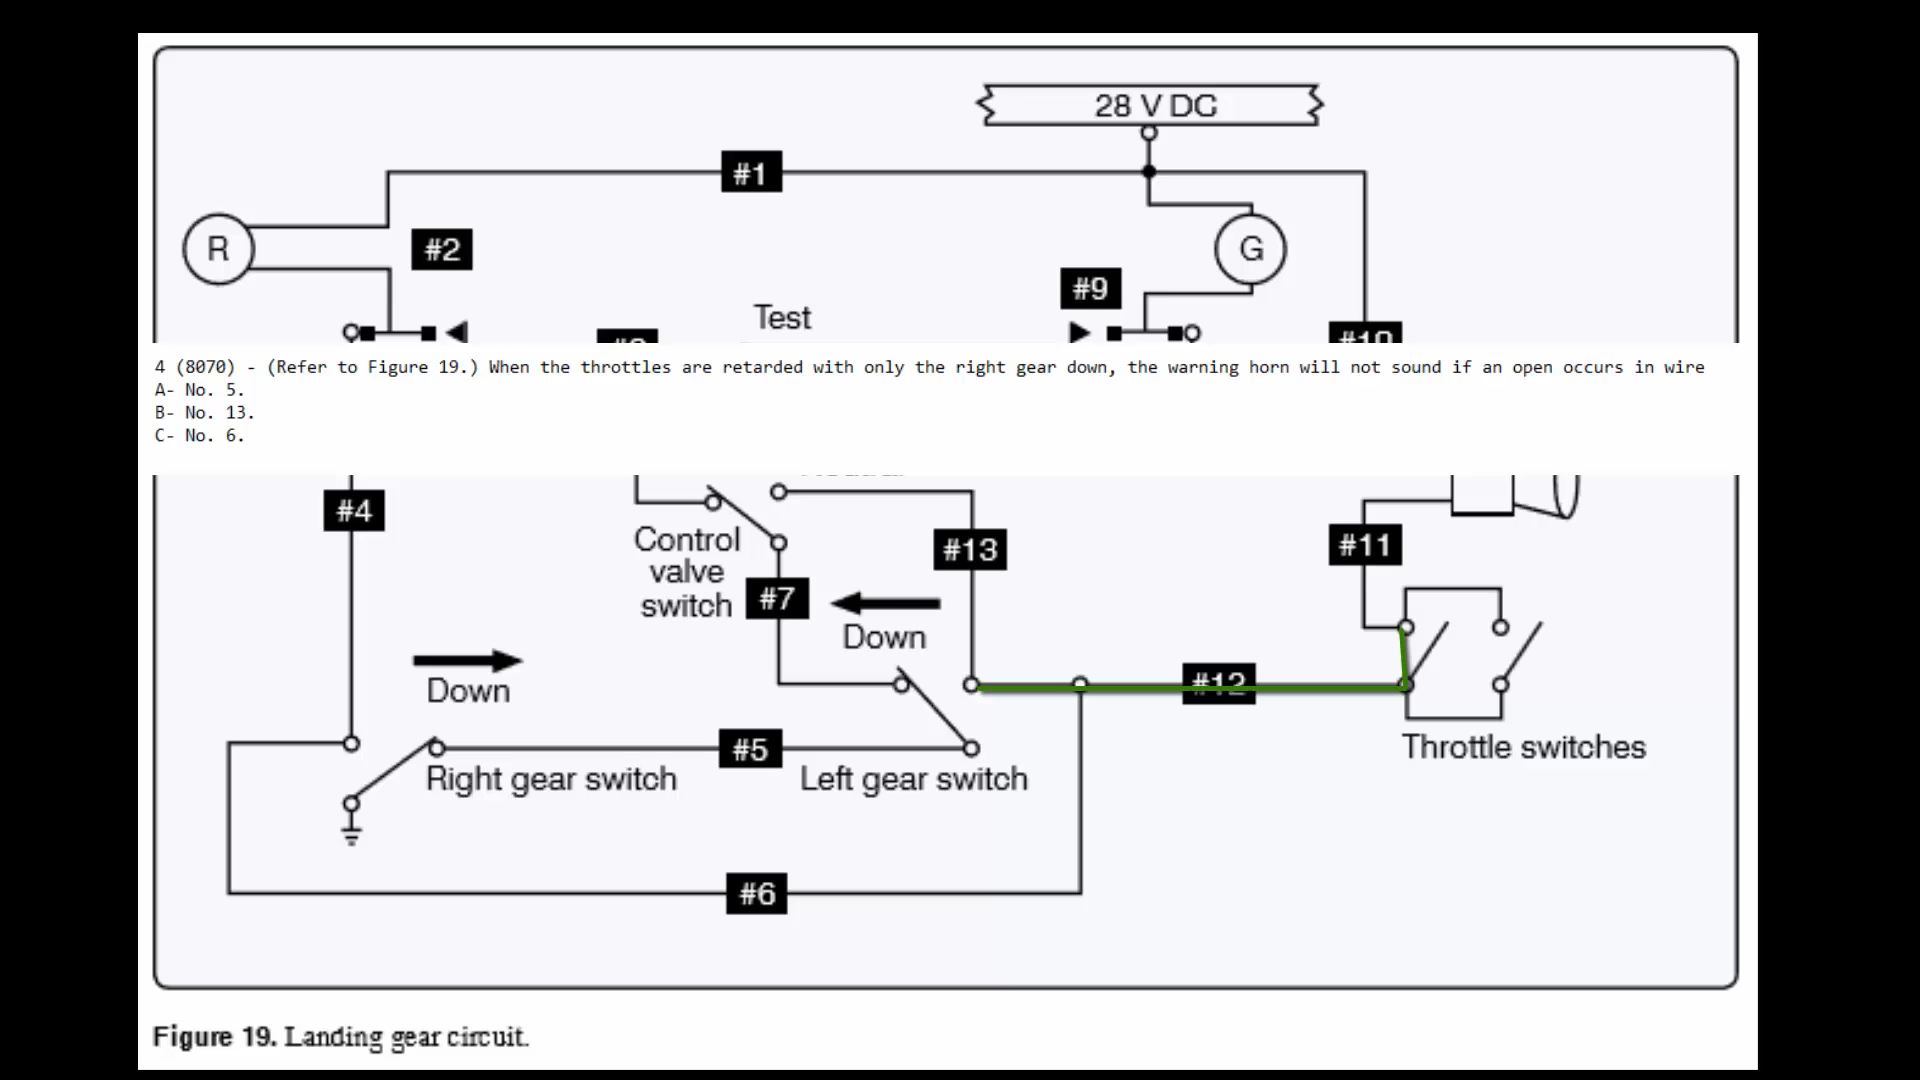 28 V DC
#1
R
#2
G
#9
Test
#10
4 (8070) - (Refer to Figure 19.) When the throttles are retarded with only the right gear down, the warning horn will not sound if an open occurs in wire
A- No. 5.
B- No. 13.
C- No. 6.
#4
Control
valve
switch
#13
#11
#7
Down
Down
#12
#5
Right gear switch
Left gear switch
Throttle switches
#6
Figure 19. Landing gear circuit.